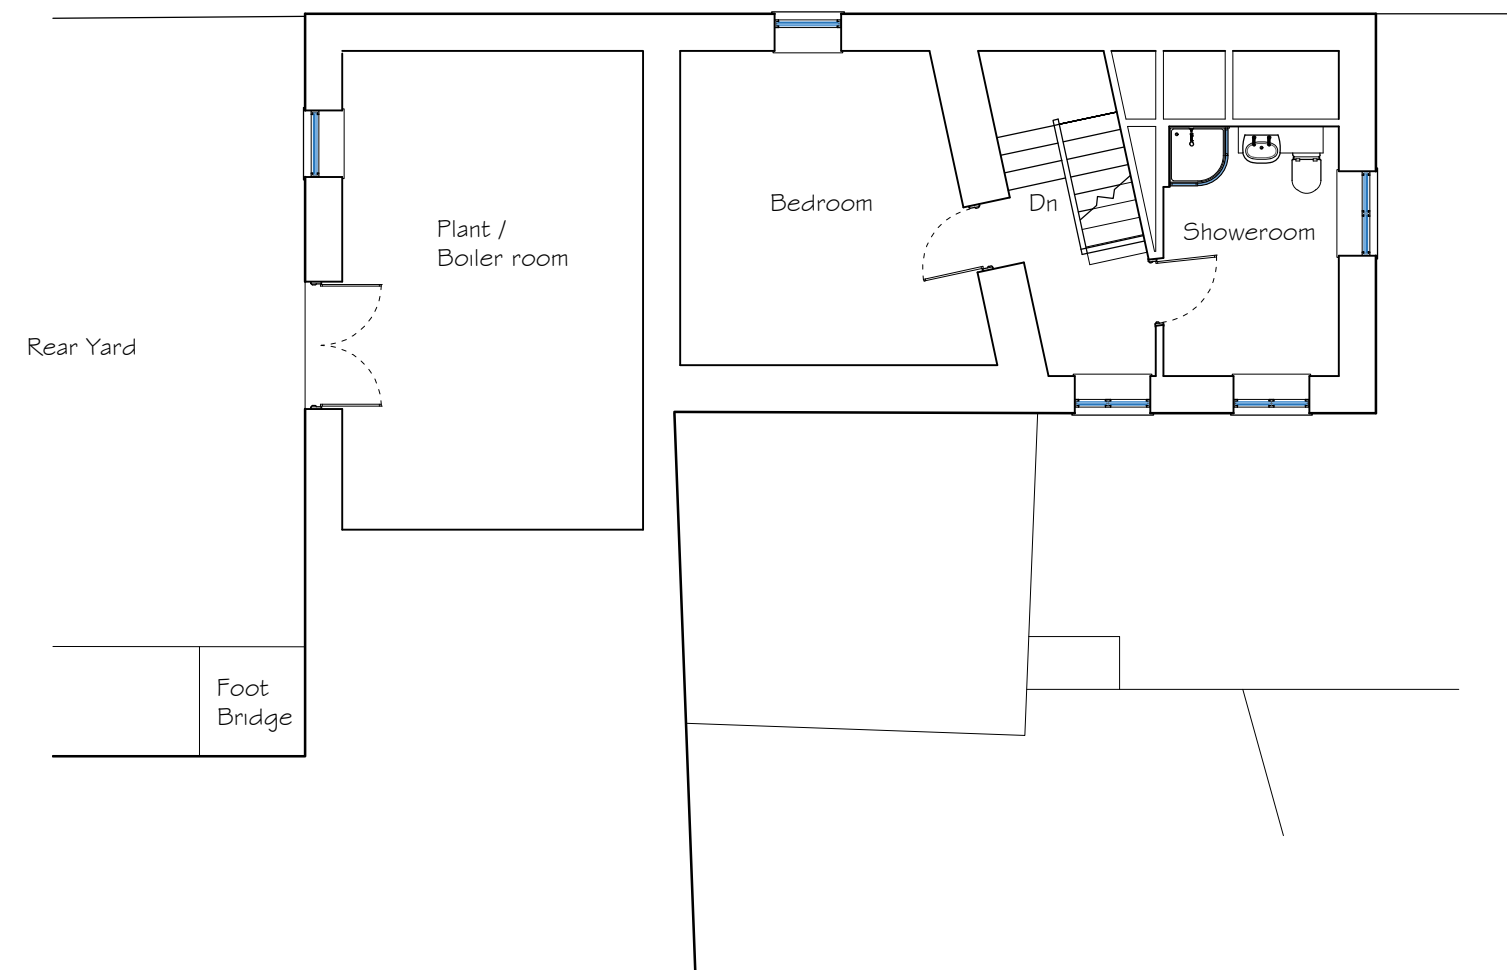 Bedroom
Dn
Plant /
Boiler room
Showeroom
Rear Yard
Foot
Bridge